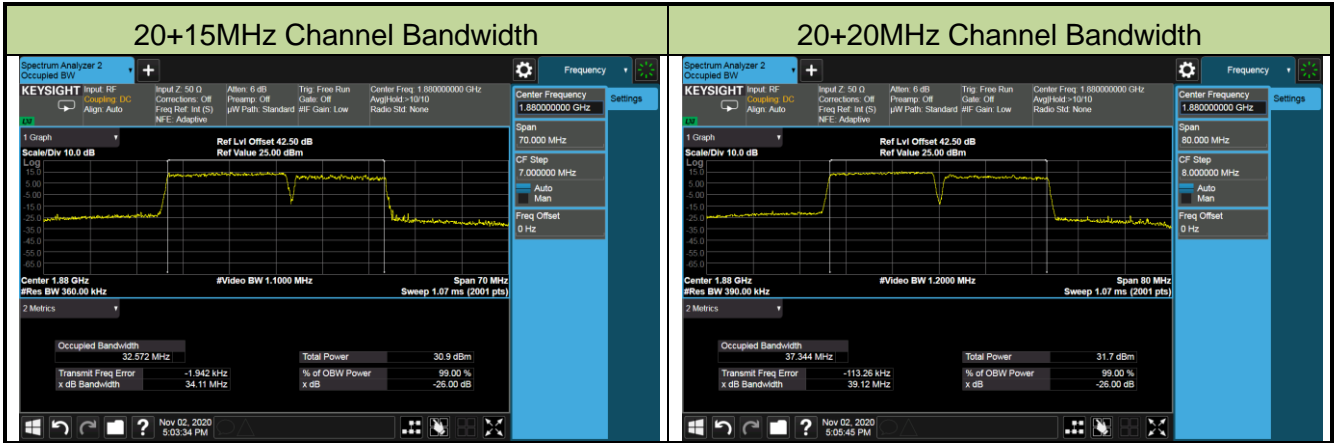 20+15MHz Channel Bandwidth
Spectrum Analyzer 2
Occupied BW
+
Frequency
KEYSIGHT
Input: RF
Coupling: DC
Align: Auto
Input Z: 50 Ω
Corrections: Off
Freq Ref: Int (S)
NFE: Adaptive
Atten: 6 dB
Preamp: Off
µW Path: Standard
Trig: Free Run
Gate: Off
#IF Gain: Low
Center Freq: 1.880000000 GHz
Avg|Hold:>10/10
Radio Std: None
Center Frequency
1.880000000 GHz
Settings
Span
70.000 MHz
CF Step
7.000000 MHz
Auto
Man
Freq Offset
0 Hz
1 Graph
Scale/Div 10.0 dB
Ref Lvl Offset 42.50 dB
Ref Value 25.00 dBm
Log
15.0
5.00
-5.00
-15.0
-25.0
-35.0
-45.0
-55.0
-65.0
Center 1.88 GHz
#Res BW 360.00 kHz
#Video BW 1.1000 MHz
Span 70 MHz
Sweep 1.07 ms (2001 pts)
2 Metrics
Occupied Bandwidth
32.572 MHz
Total Power 30.9 dBm
Transmit Freq Error -1.942 kHz
% of OBW Power 99.00 %
x dB Bandwidth 34.11 MHz
x dB -26.00 dB
?
Nov 02, 2020
5:03:34 PM
20+20MHz Channel Bandwidth
Spectrum Analyzer 2
Occupied BW
+
Frequency
KEYSIGHT
Input: RF
Coupling: DC
Align: Auto
Input Z: 50 Ω
Corrections: Off
Freq Ref: Int (S)
NFE: Adaptive
Atten: 6 dB
Preamp: Off
µW Path: Standard
Trig: Free Run
Gate: Off
#IF Gain: Low
Center Freq: 1.880000000 GHz
Avg|Hold:>10/10
Radio Std: None
Center Frequency
1.880000000 GHz
Settings
Span
80.000 MHz
CF Step
8.000000 MHz
Auto
Man
Freq Offset
0 Hz
1 Graph
Scale/Div 10.0 dB
Ref Lvl Offset 42.50 dB
Ref Value 25.00 dBm
Log
15.0
5.00
-5.00
-15.0
-25.0
-35.0
-45.0
-55.0
-65.0
Center 1.88 GHz
#Res BW 390.00 kHz
#Video BW 1.2000 MHz
Span 80 MHz
Sweep 1.07 ms (2001 pts)
2 Metrics
Occupied Bandwidth
37.344 MHz
Total Power 31.7 dBm
Transmit Freq Error -113.26 kHz
% of OBW Power 99.00 %
x dB Bandwidth 39.12 MHz
x dB -26.00 dB
?
Nov 02, 2020
5:05:45 PM